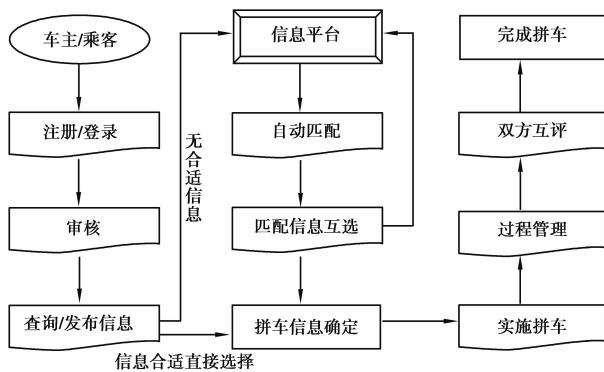 车主/乘客
注册/登录
审核
查询/发布信息
无合适信息
信息合适直接选择
信息平台
自动匹配
匹配信息互选
拼车信息确定
实施拼车
过程管理
双方互评
完成拼车